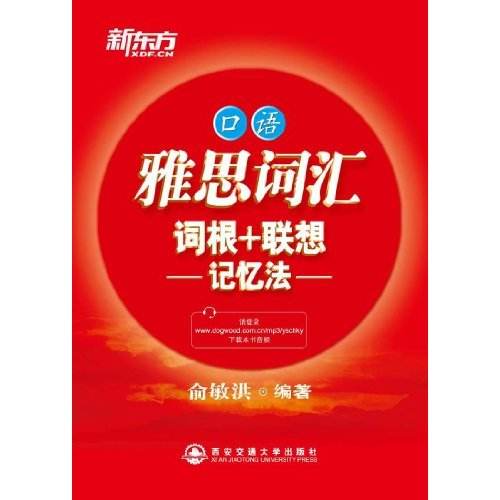 新东方
XDF.CN
口语
雅思词汇
词根+联想
记忆法
请登录
www.dogwood.com.cn/mp3/ysclky
下载本书音频
俞敏洪 编著
西安交通大学出版社
XI'AN JIAOTONG UNIVERSITY PRESS